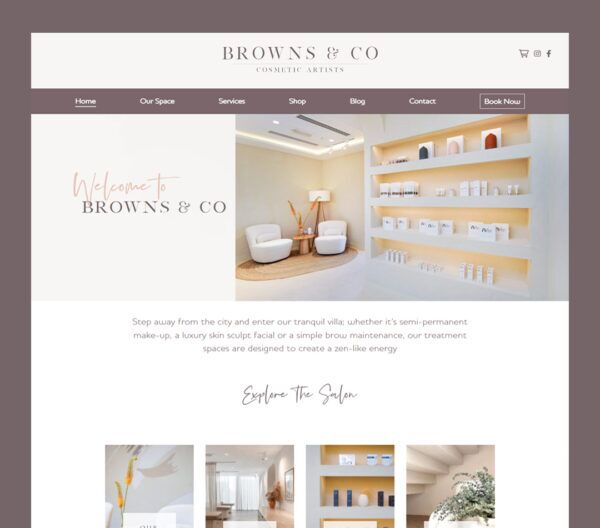 BROWNS & CO
COSMETIC ARTISTS
Home Our Space Services Shop Blog Contact Book Now
Welcome to
BROWNS & CO
Step away from the city and enter our tranquil villa; whether it's semi-permanent
make-up, a luxury skin sculpt facial or a simple brow maintenance, our treatment
spaces are designed to create a zen-like energy
Explore The Salon